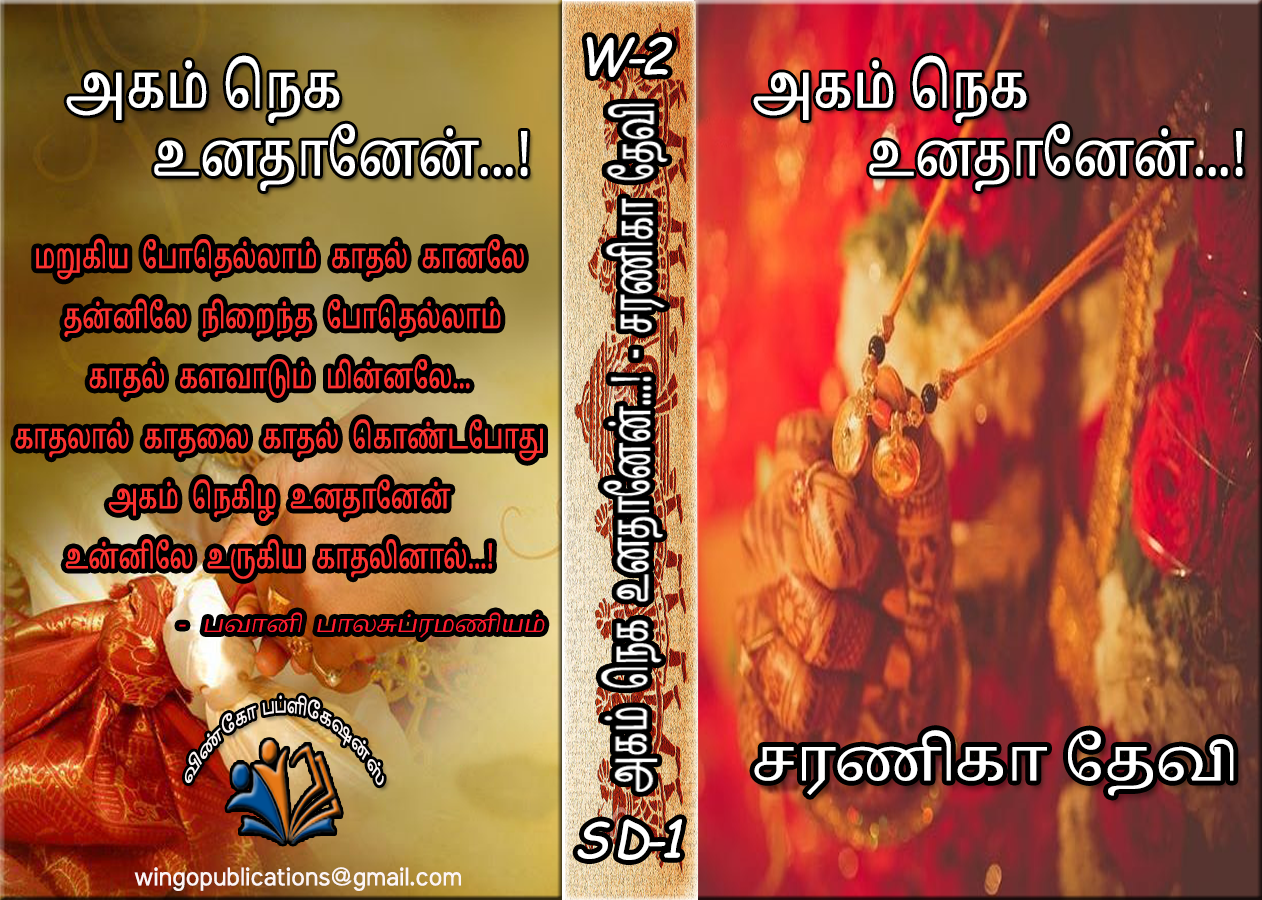 அகம் நெக
உனதானேன்...!
மறுகிய போதெல்லாம் காதல் கானலே
தன்னிலே நிறைந்த போதெல்லாம்
காதல் களவாடும் மின்னலே...
காதலால் காதலை காதல் கொண்டபோது
அகம் நெகிழ உனதானேன்
உன்னிலே உருகிய காதலினால்...!
- பவானி பாலசுப்ரமணியம்
விண்கோ பப்ளிகேஷன்ஸ்
wingopublications@gmail.com
W-2
அகம் நெக உனதானேன்...! - சரணிகா தேவி
SD-1
அகம் நெக
உனதானேன்...!
சரணிகா தேவி